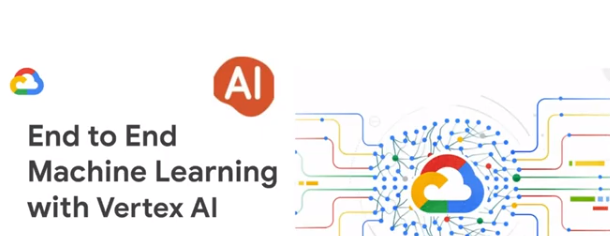 AI
End to End
Machine Learning
with Vertex AI